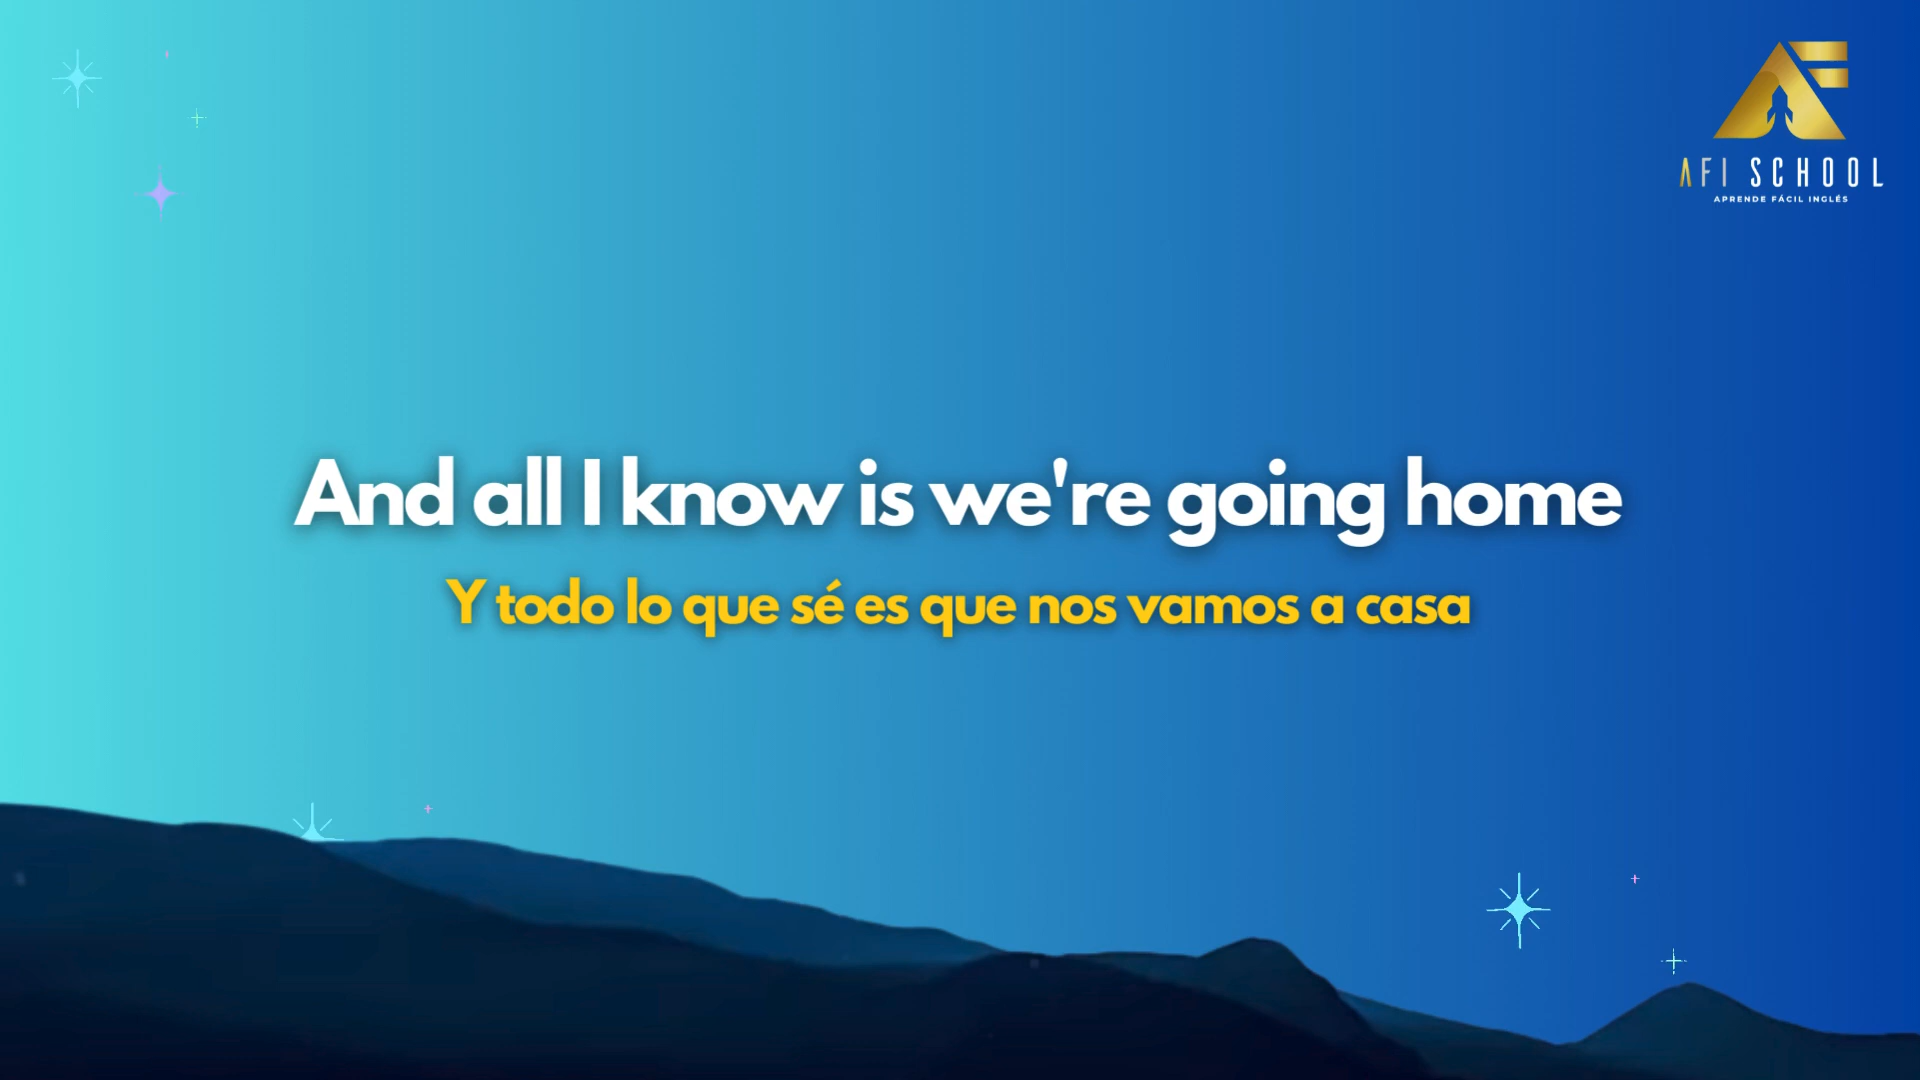 AFI SCHOOL
APRENDE FÁCIL INGLÉS
And all I know is we're going home
Y todo lo que sé es que nos vamos a casa